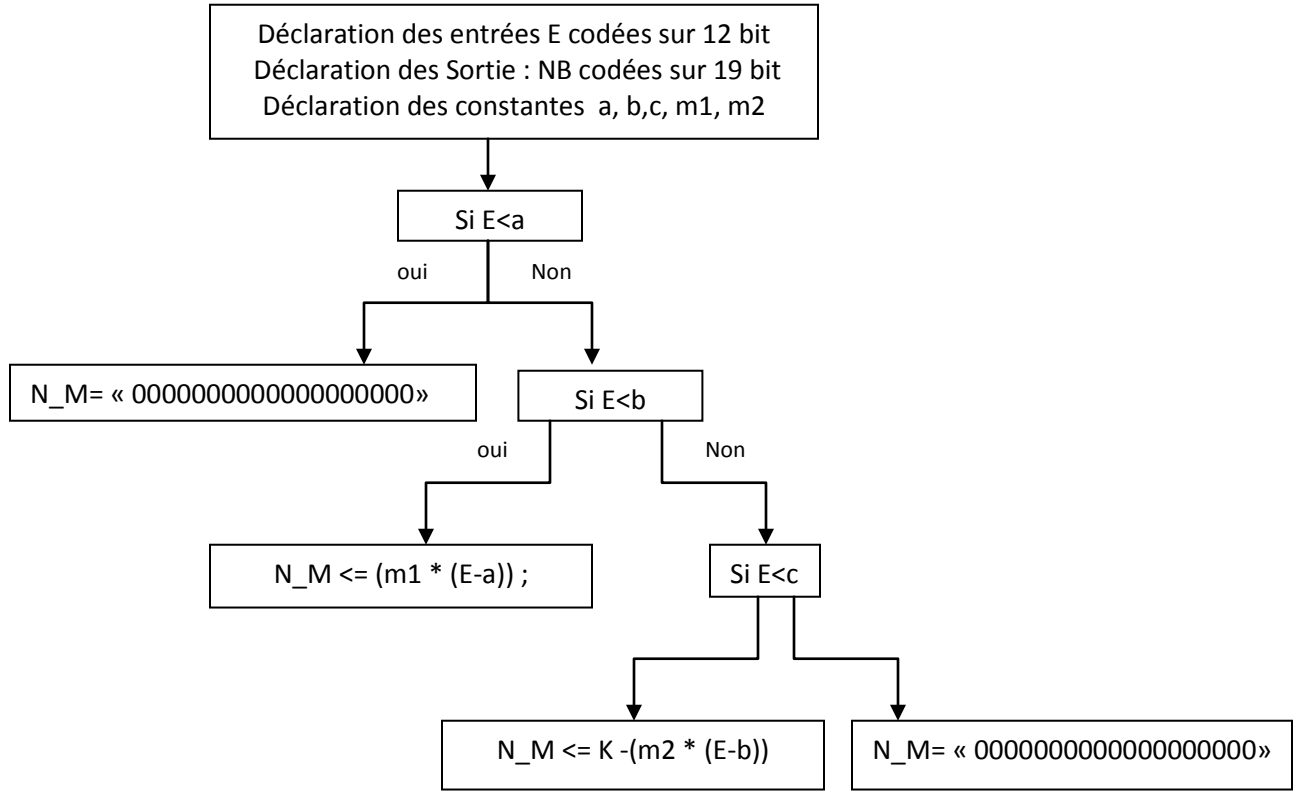 Déclaration des entrées E codées sur 12 bit
Déclaration des Sortie : NB codées sur 19 bit
Déclaration des constantes a, b,c, m1, m2
Si E<a
oui
Non
N_M= « 0000000000000000000»
Si E<b
oui
Non
N_M <= (m1 * (E-a)) ;
Si E<c
N_M <= K -(m2 * (E-b))
N_M= « 0000000000000000000»